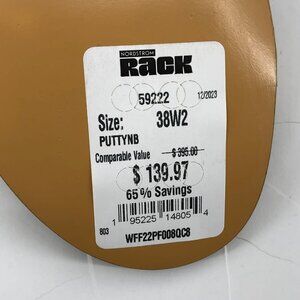 NORDSTROM
RACK
59222 12/2023
Size: 38W2
PUTTYNB
Comparable Value $ 395.00
$ 139.97
65% Savings
1 95225 14805 4
803
WFF22PF008QC8